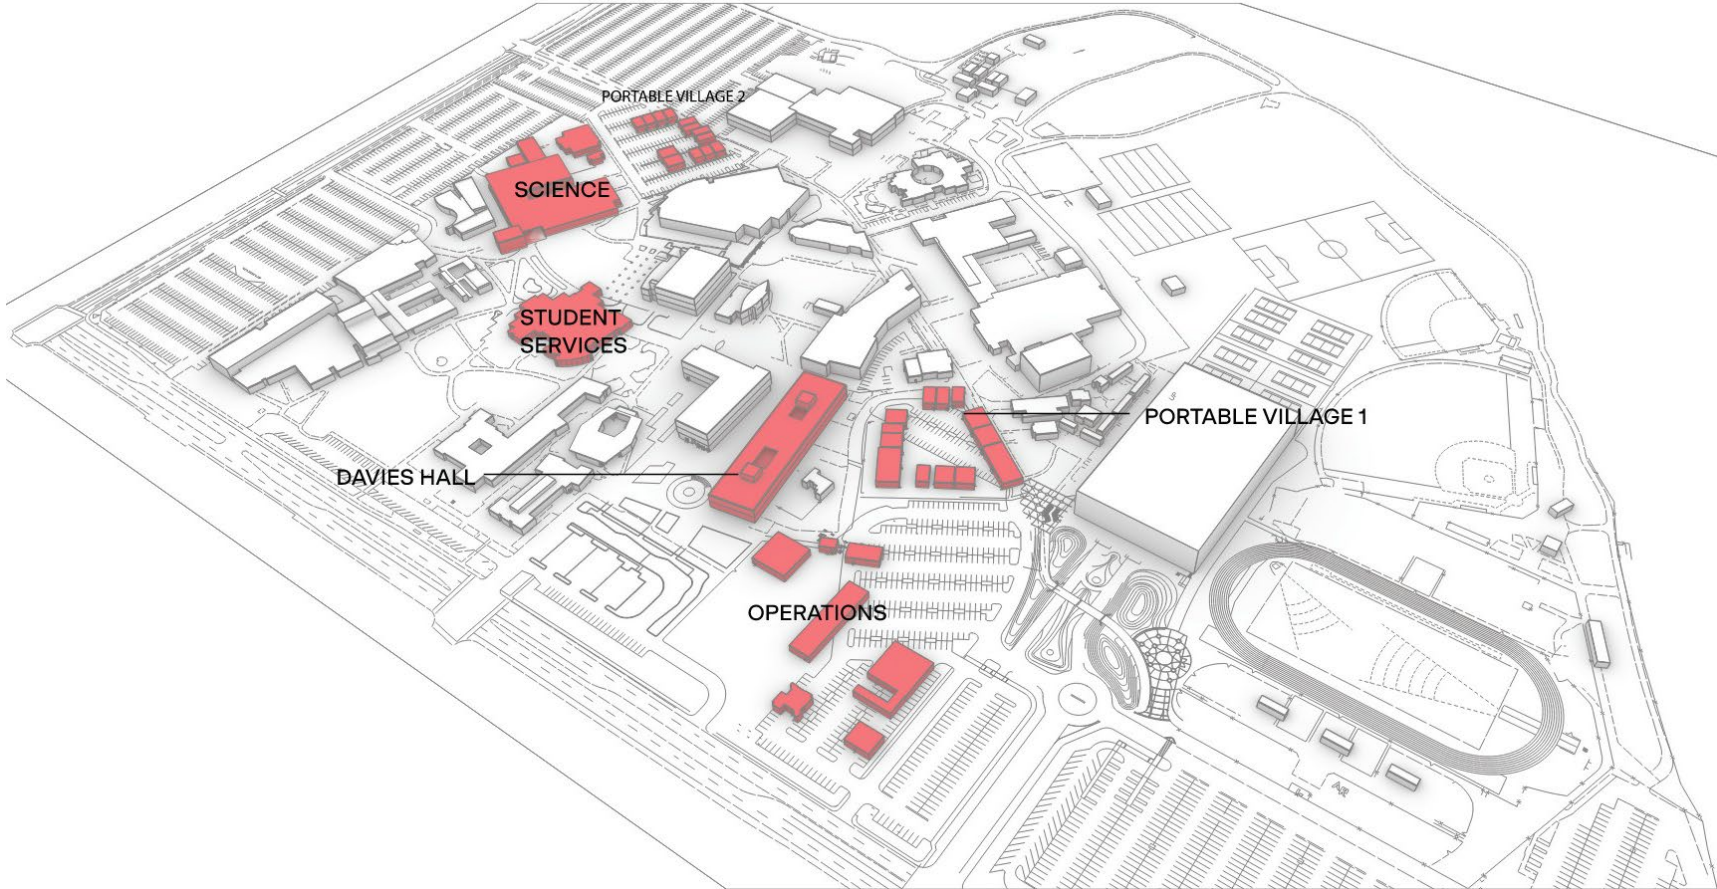 PORTABLE VILLAGE 2
SCIENCE
STUDENT
SERVICES
PORTABLE VILLAGE 1
DAVIES HALL
OPERATIONS